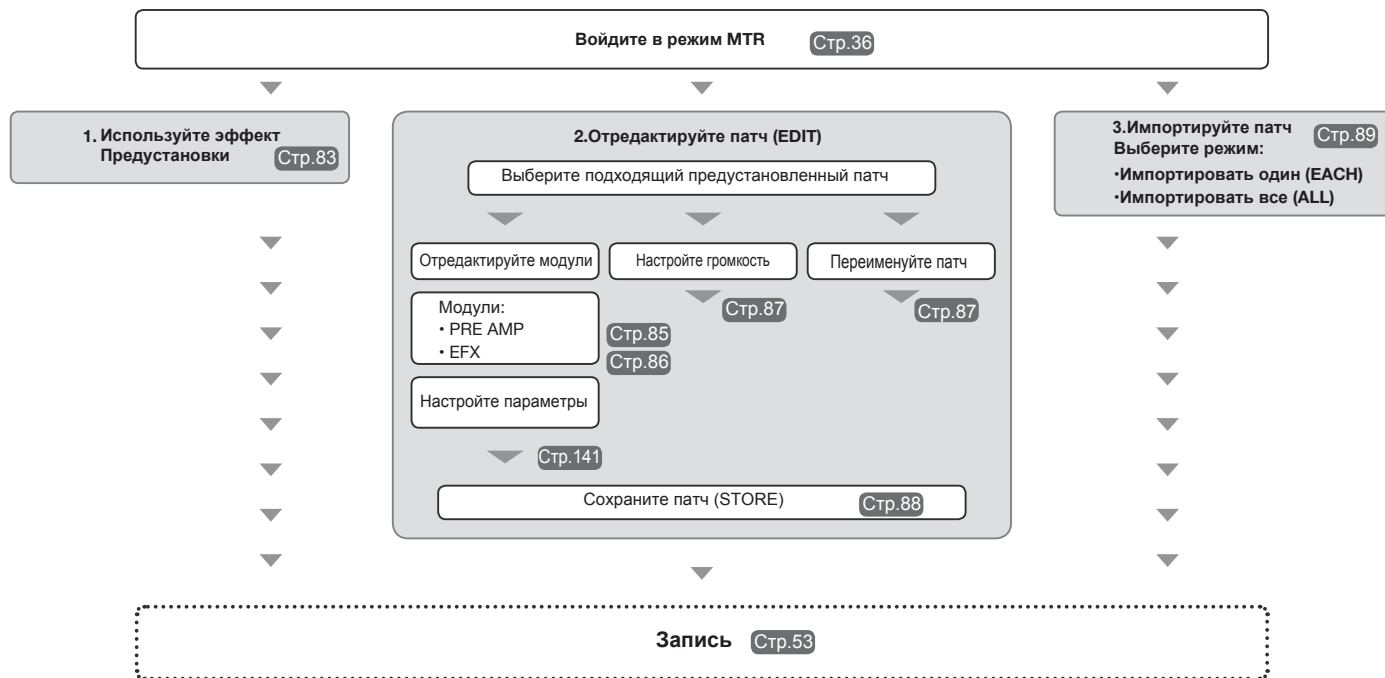 Войдите в режим MTR Стр.36
1. Используйте эффект
Предустановки Стр.83
2.Отредактируйте патч (EDIT)
Выберите подходящий предустановленный патч
Отредактируйте модули
Настройте громкость
Переименуйте патч
Стр.87
Стр.87
Модули:
• PRE AMP
• EFX
Стр.85
Стр.86
Настройте параметры
Стр.141
Сохраните патч (STORE) Стр.88
3.Импортируйте патч Стр.89
Выберите режим:
•Импортировать один (EACH)
•Импортировать все (ALL)
Запись Стр.53